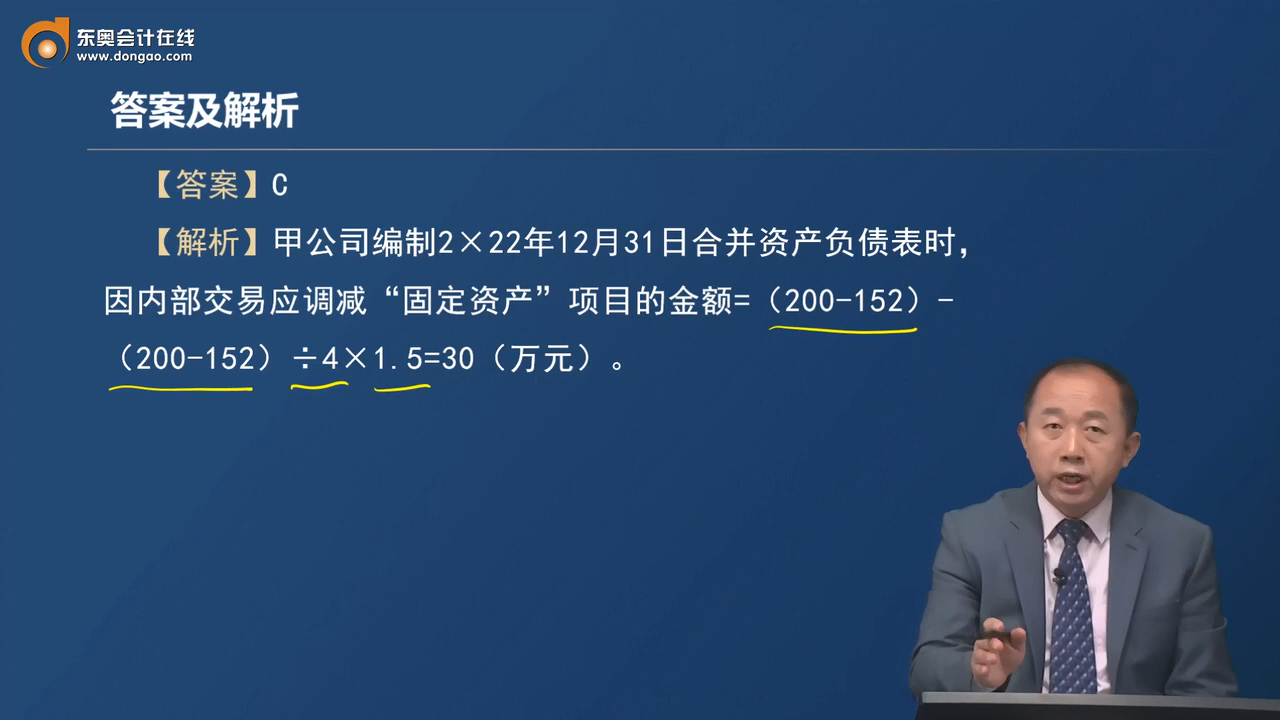 东奥会计在线
www.dongao.com
答案及解析
【答案】C
【解析】甲公司编制2×22年12月31日合并资产负债表时，
因内部交易应调减“固定资产”项目的金额=（200-152）-
（200-152）÷4×1.5=30（万元）。